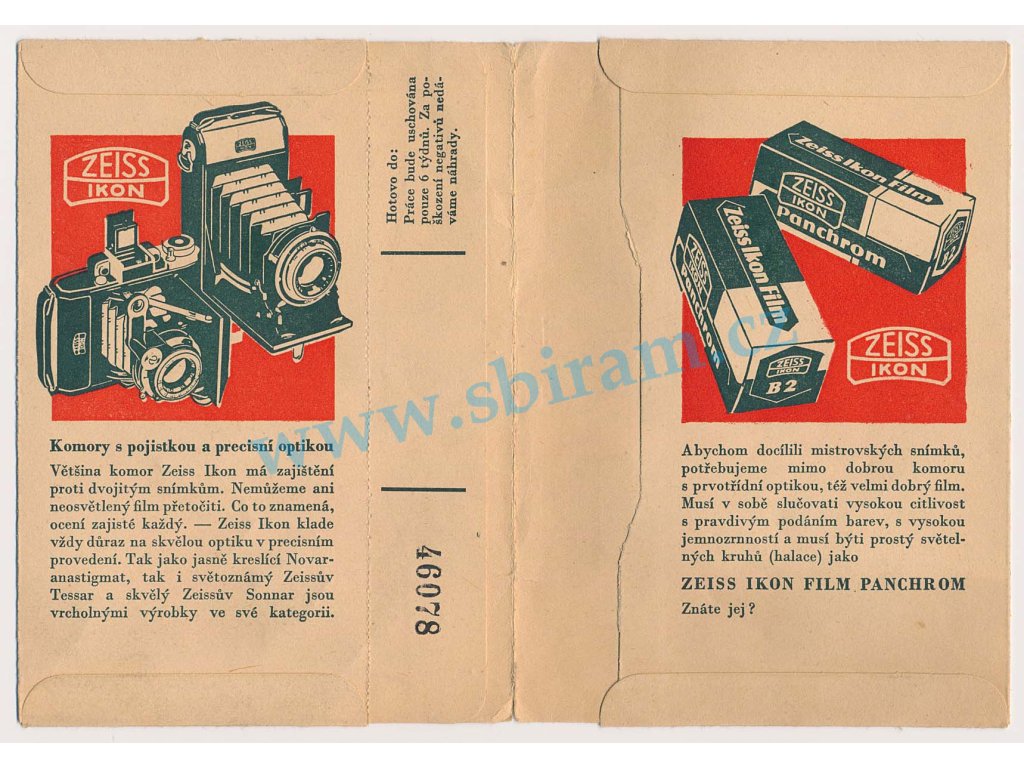 ZEISS
IKON
Komory s pojistkou a precisní optikou
Většina komor Zeiss Ikon má zajištění
proti dvojitým snímkům. Nemůžeme ani
neosvětlený film přetočiti. Co to znamená,
ocení zajisté každý. — Zeiss Ikon klade
vždy důraz na skvělou optiku v precisním
provedení. Tak jako jasně kreslící Novar-
anastigmat, tak i světoznámý Zeissův
Tessar a skvělý Zeissův Sonnar jsou
vrcholnými výrobky ve své kategorii.
Hotovo do:
Práce bude uschována
pouze 6 týdnů. Za po-
škození negativů nedá-
váme náhrady.
46078
www.sbiram.cz
Zeiss Ikon Film
ZEISS
IKON
Panchrom
B2
Zeiss Ikon Film
ZEISS
IKON
Panchrom
ZEISS
IKON
B2
ZEISS
IKON
Abychom docílili mistrovských snímků,
potřebujeme mimo dobrou komoru
s prvotřídní optikou, též velmi dobrý film.
Musí v sobě slučovati vysokou citlivost
s pravdivým podáním barev, s vysokou
jemnozrnností a musí býti prostý světel-
ných kruhů (halace) jako
ZEISS IKON FILM PANCHROM
Znáte jej?